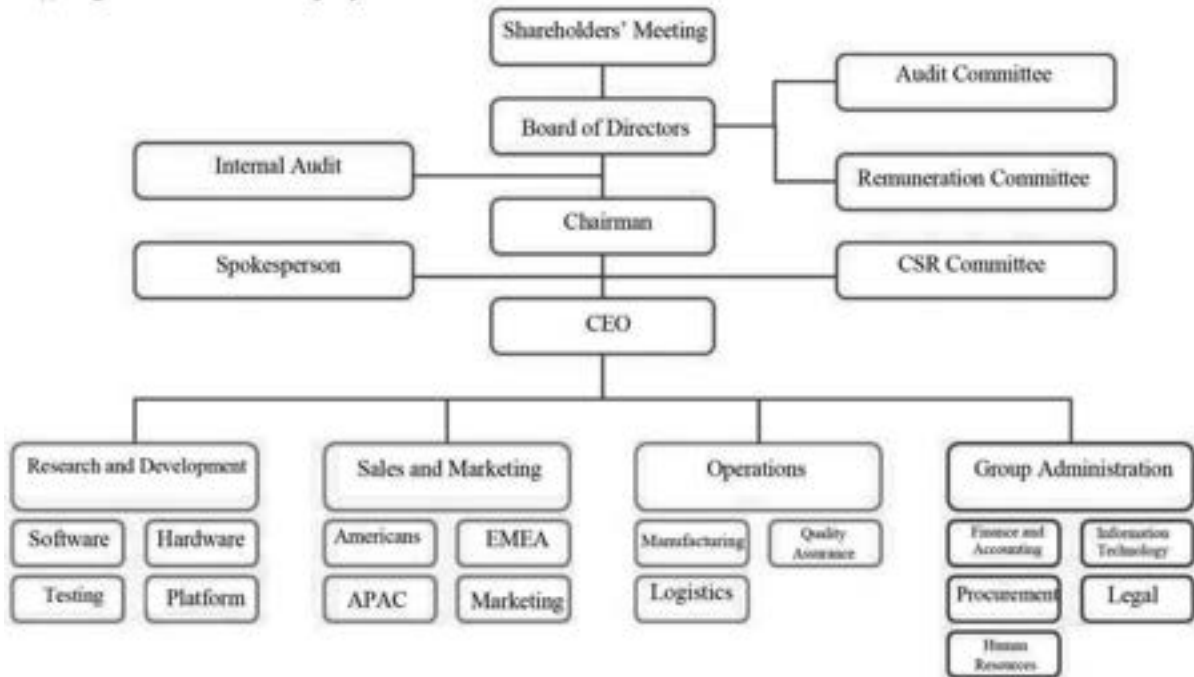 Shareholders' Meeting
Audit Committee
Board of Directors
Internal Audit
Remuneration Committee
Chairman
Spokesperson
CSR Committee
CEO
Research and Development
Sales and Marketing
Operations
Group Administration
Software
Hardware
Americans
EMEA
Manufacturing
Quality
Assurance
Finance and
Accounting
Information
Technology
Testing
Platform
APAC
Marketing
Logistics
Procurement
Legal
Human
Resources